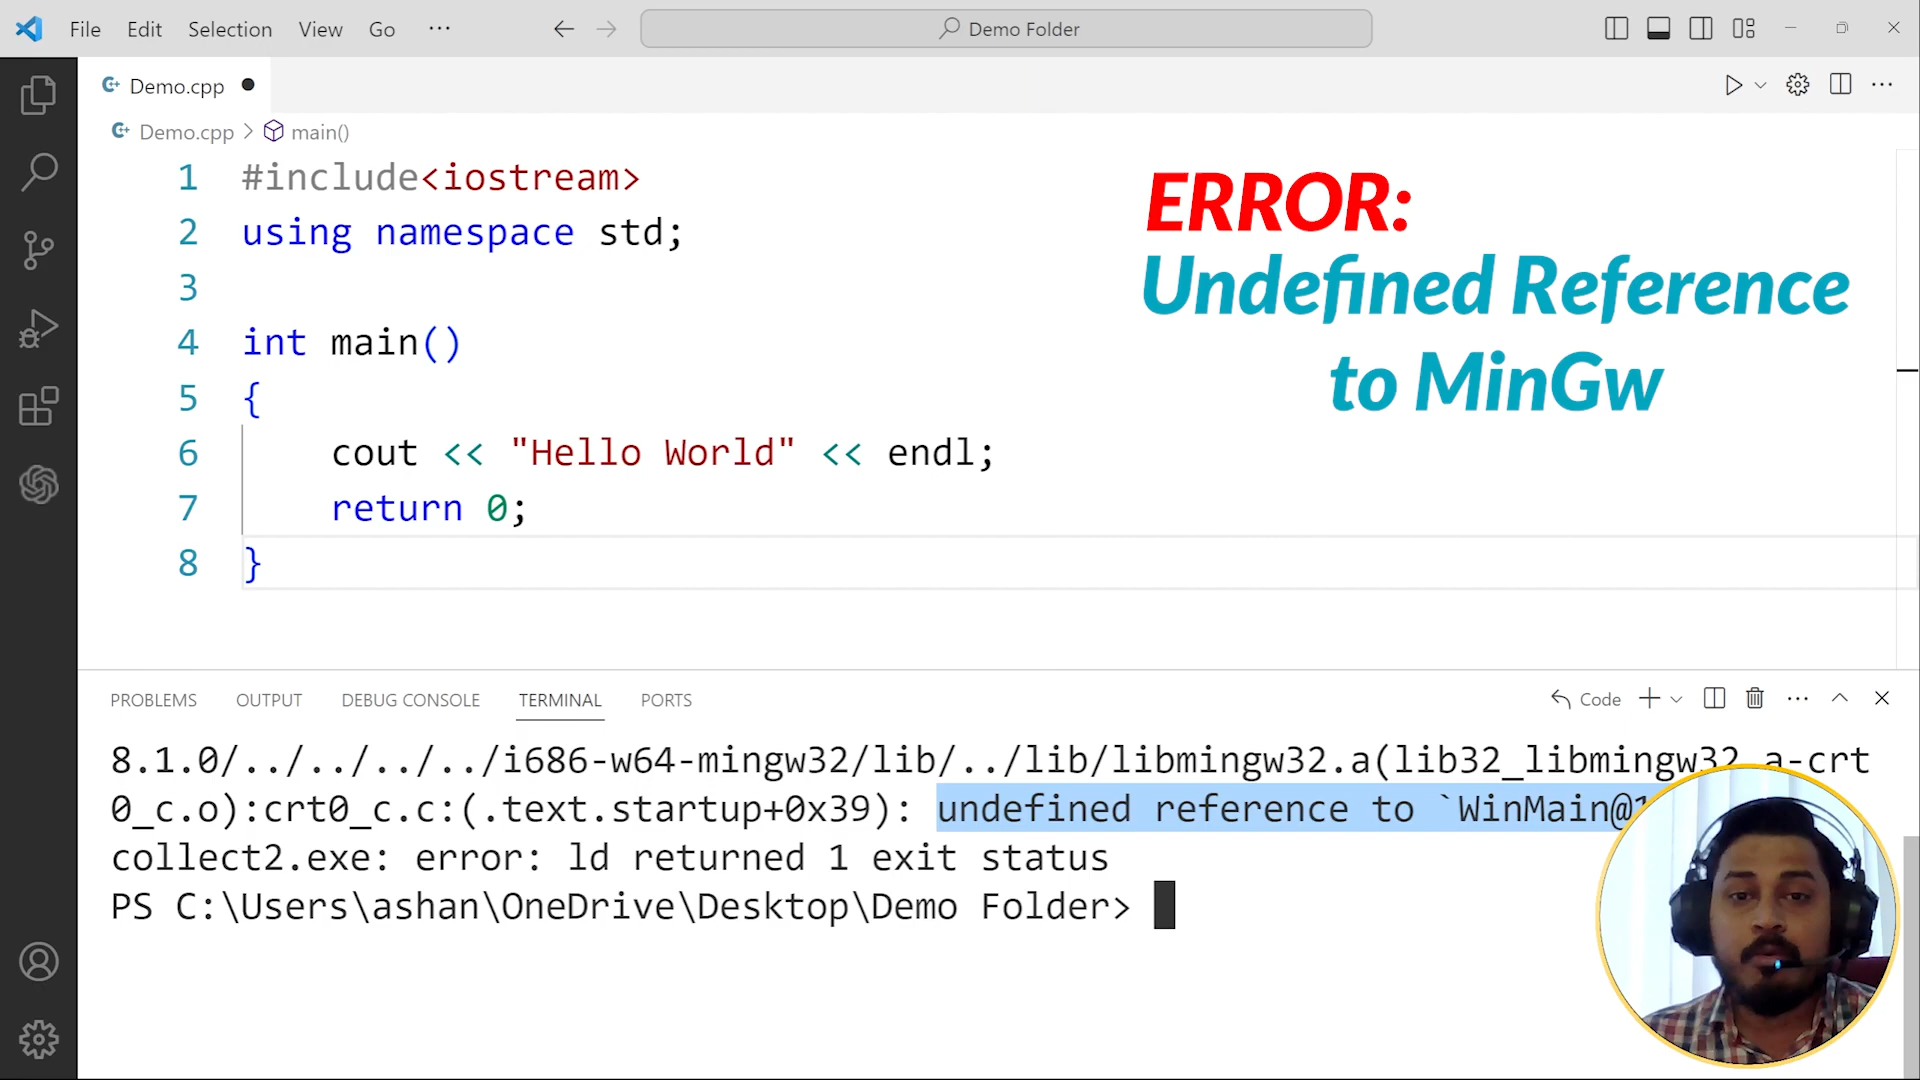 File Edit Selection View Go ··· Demo Folder
Demo.cpp
Demo.cpp > main()
1 #include<iostream>
2 using namespace std;
3
4 int main()
5 {
6 cout << "Hello World" << endl;
7 return 0;
8 }
ERROR:
Undefined Reference
to MinGw
PROBLEMS OUTPUT DEBUG CONSOLE TERMINAL PORTS Code
8.1.0/../../../../i686-w64-mingw32/lib/../lib/libmingw32.a(lib32_libmingw32_a-crt
0_c.o):crt0_c.c:(.text.startup+0x39): undefined reference to `WinMain@1
collect2.exe: error: ld returned 1 exit status
PS C:\Users\ashan\OneDrive\Desktop\Demo Folder>